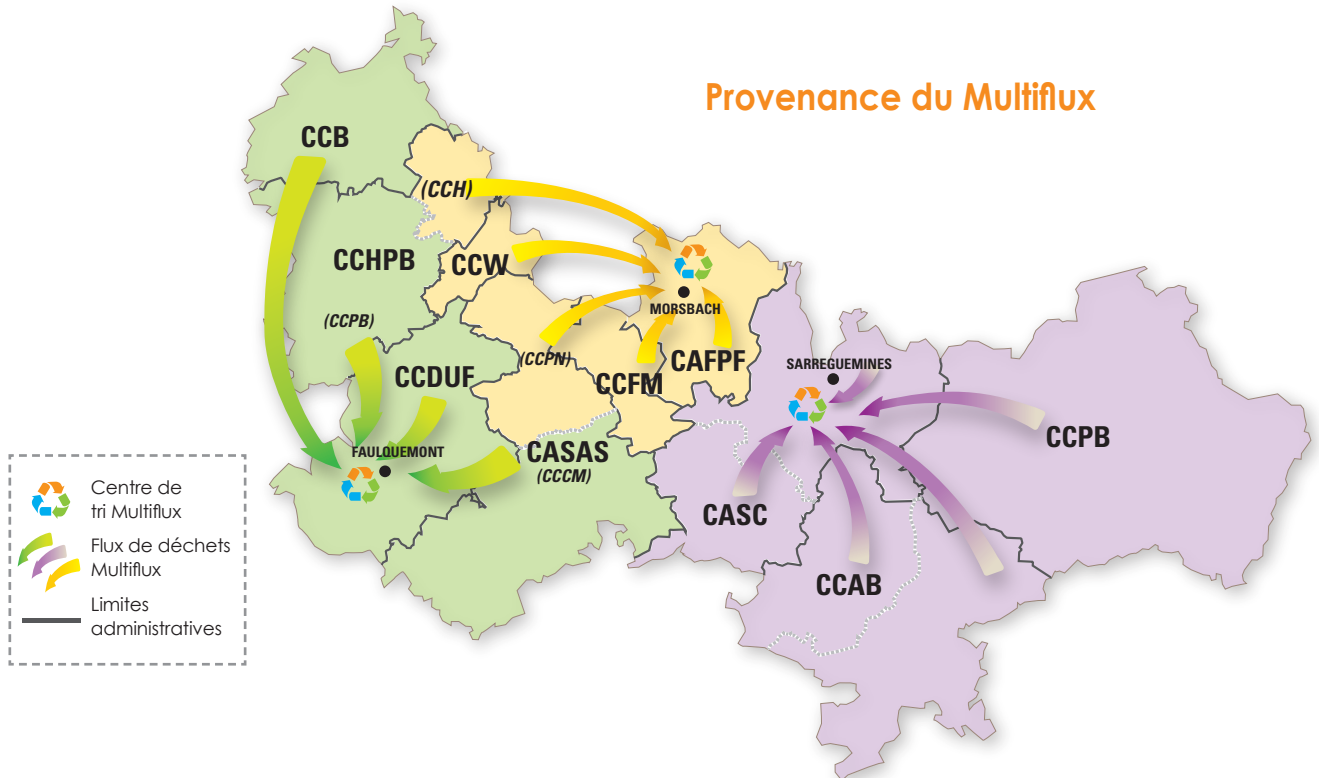 Provenance du Multiflux
CCB
(CCH)
CCHPB
CCW
(CCPB)
MORSBACH
(CCPN)
CCDUF
CCFM
CAFPF
SARREGUEMINES
CCPB
FAULQUEMONT
CASAS
(CCCM)
CASC
CCAB
Centre de
tri Multiflux
Flux de déchets
Multiflux
Limites
administratives